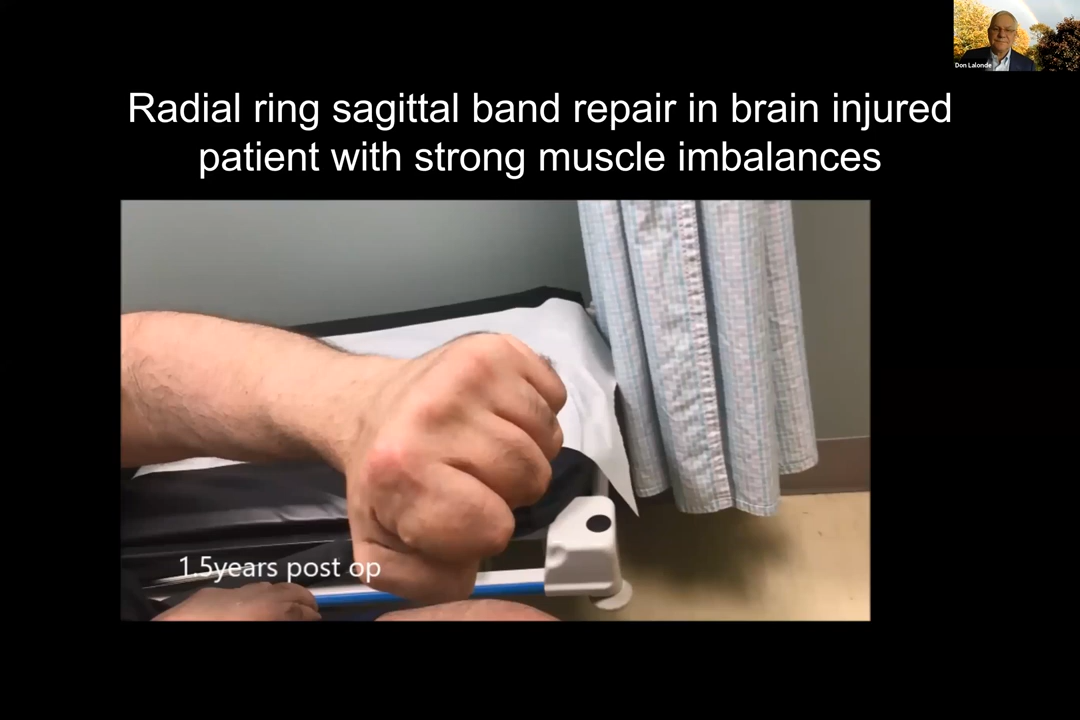 Don Lalonde
Radial ring sagittal band repair in brain injured
patient with strong muscle imbalances
1.5years post op